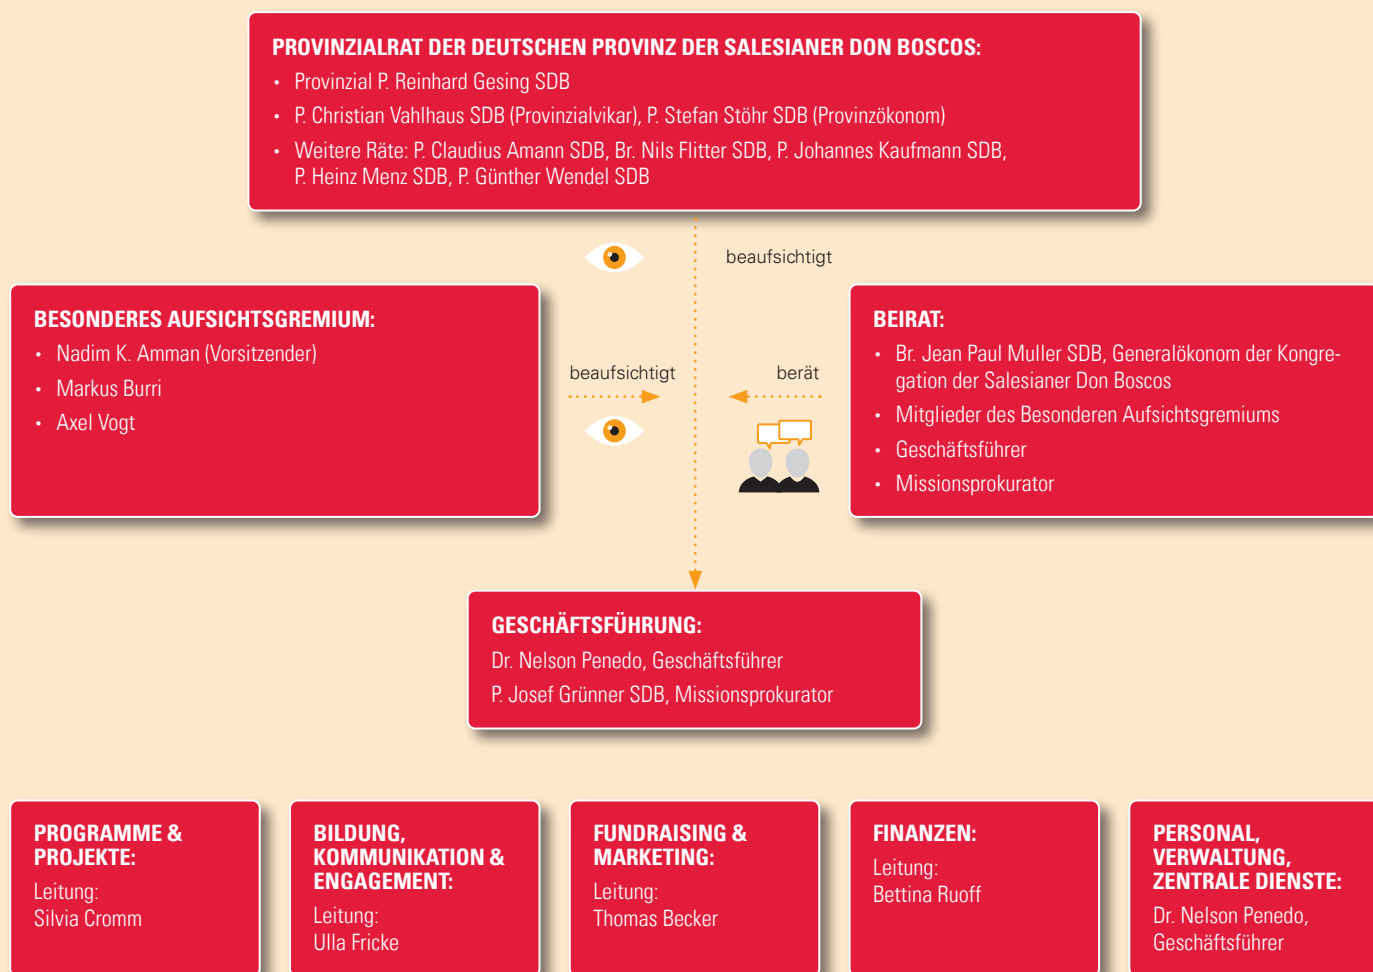 PROVINZIALRAT DER DEUTSCHEN PROVINZ DER SALESIANER DON BOSCOS:
• Provinzial P. Reinhard Gesing SDB
• P. Christian Vahlhaus SDB (Provinzialvikar), P. Stefan Stöhr SDB (Provinzökonom)
• Weitere Räte: P. Claudius Amann SDB, Br. Nils Flitter SDB, P. Johannes Kaufmann SDB,
P. Heinz Menz SDB, P. Günther Wendel SDB
beaufsichtigt
BESONDERES AUFSICHTSGREMIUM:
• Nadim K. Amman (Vorsitzender)
• Markus Burri
• Axel Vogt
beaufsichtigt
berät
BEIRAT:
• Br. Jean Paul Muller SDB, Generalökonom der Kongre-
gation der Salesianer Don Boscos
• Mitglieder des Besonderen Aufsichtsgremiums
• Geschäftsführer
• Missionsprokurator
GESCHÄFTSFÜHRUNG:
Dr. Nelson Penedo, Geschäftsführer
P. Josef Grünner SDB, Missionsprokurator
PROGRAMME &
PROJEKTE:
Leitung:
Silvia Cromm
BILDUNG,
KOMMUNIKATION &
ENGAGEMENT:
Leitung:
Ulla Fricke
FUNDRAISING &
MARKETING:
Leitung:
Thomas Becker
FINANZEN:
Leitung:
Bettina Ruoff
PERSONAL,
VERWALTUNG,
ZENTRALE DIENSTE:
Dr. Nelson Penedo,
Geschäftsführer